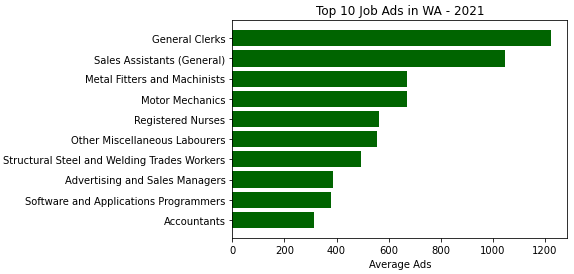 Top 10 Job Ads in WA - 2021
General Clerks
Sales Assistants (General)
Metal Fitters and Machinists
Motor Mechanics
Registered Nurses
Other Miscellaneous Labourers
Structural Steel and Welding Trades Workers
Advertising and Sales Managers
Software and Applications Programmers
Accountants
0 200 400 600 800 1000 1200
Average Ads